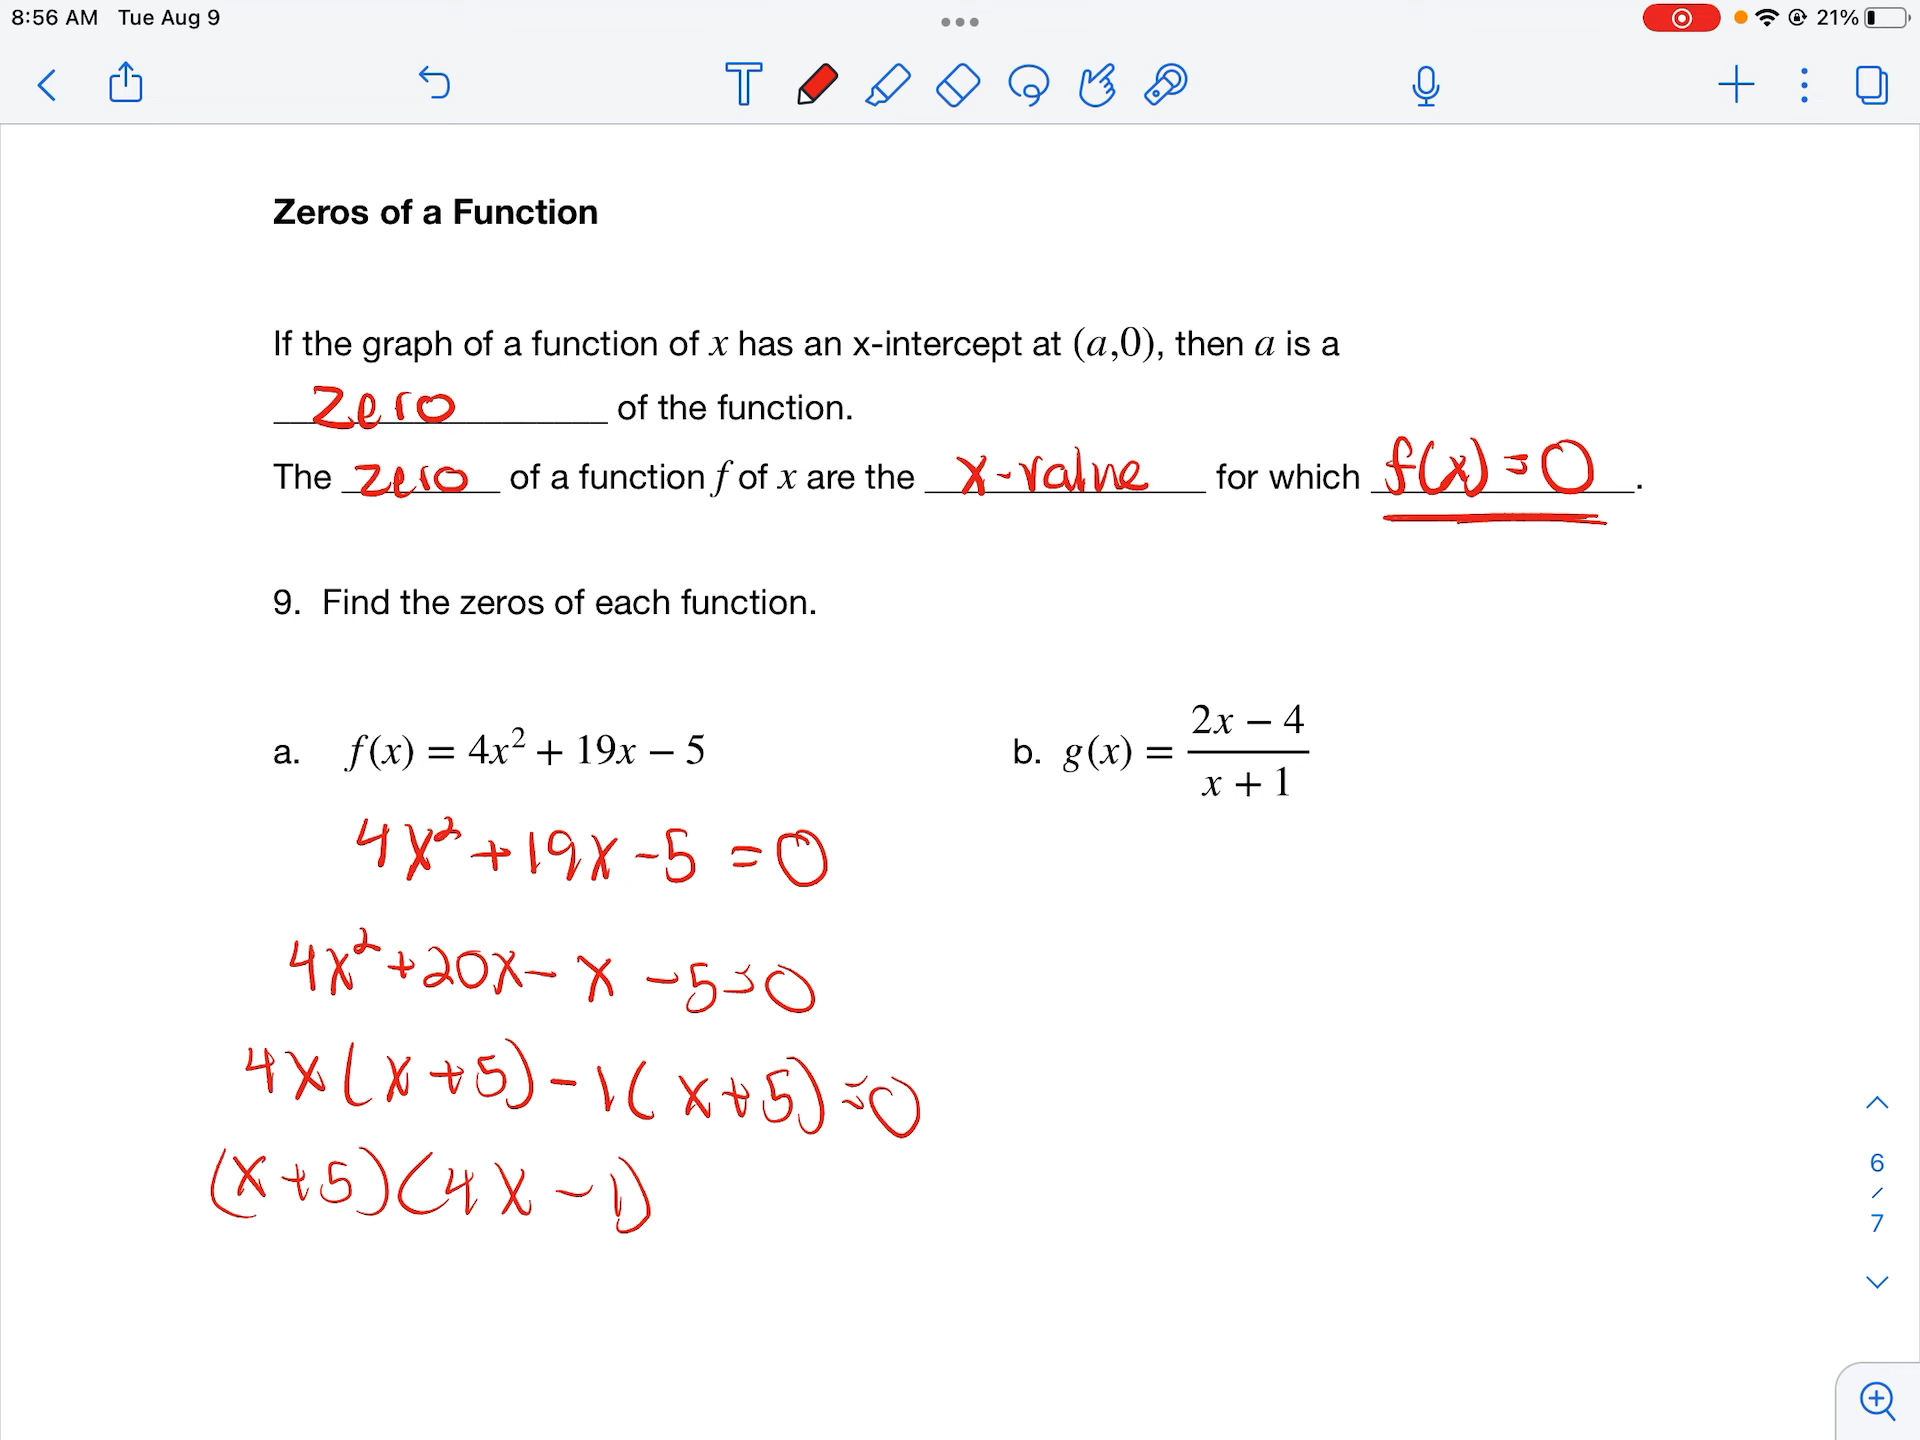 8:56 AM Tue Aug 9 21%
T
Zeros of a Function
If the graph of a function of x has an x-intercept at (a,0), then a is a
zero of the function.
The zero of a function f of x are the x-value for which f(x)=0.
9. Find the zeros of each function.
a. f(x) = 4x² + 19x − 5
b. g(x) = (2x − 4)/(x + 1)
4x² + 19x - 5 = 0
4x² + 20x - x - 5 = 0
4x(x+5) - 1(x+5) = 0
(x+5)(4x-1)
6
/
7